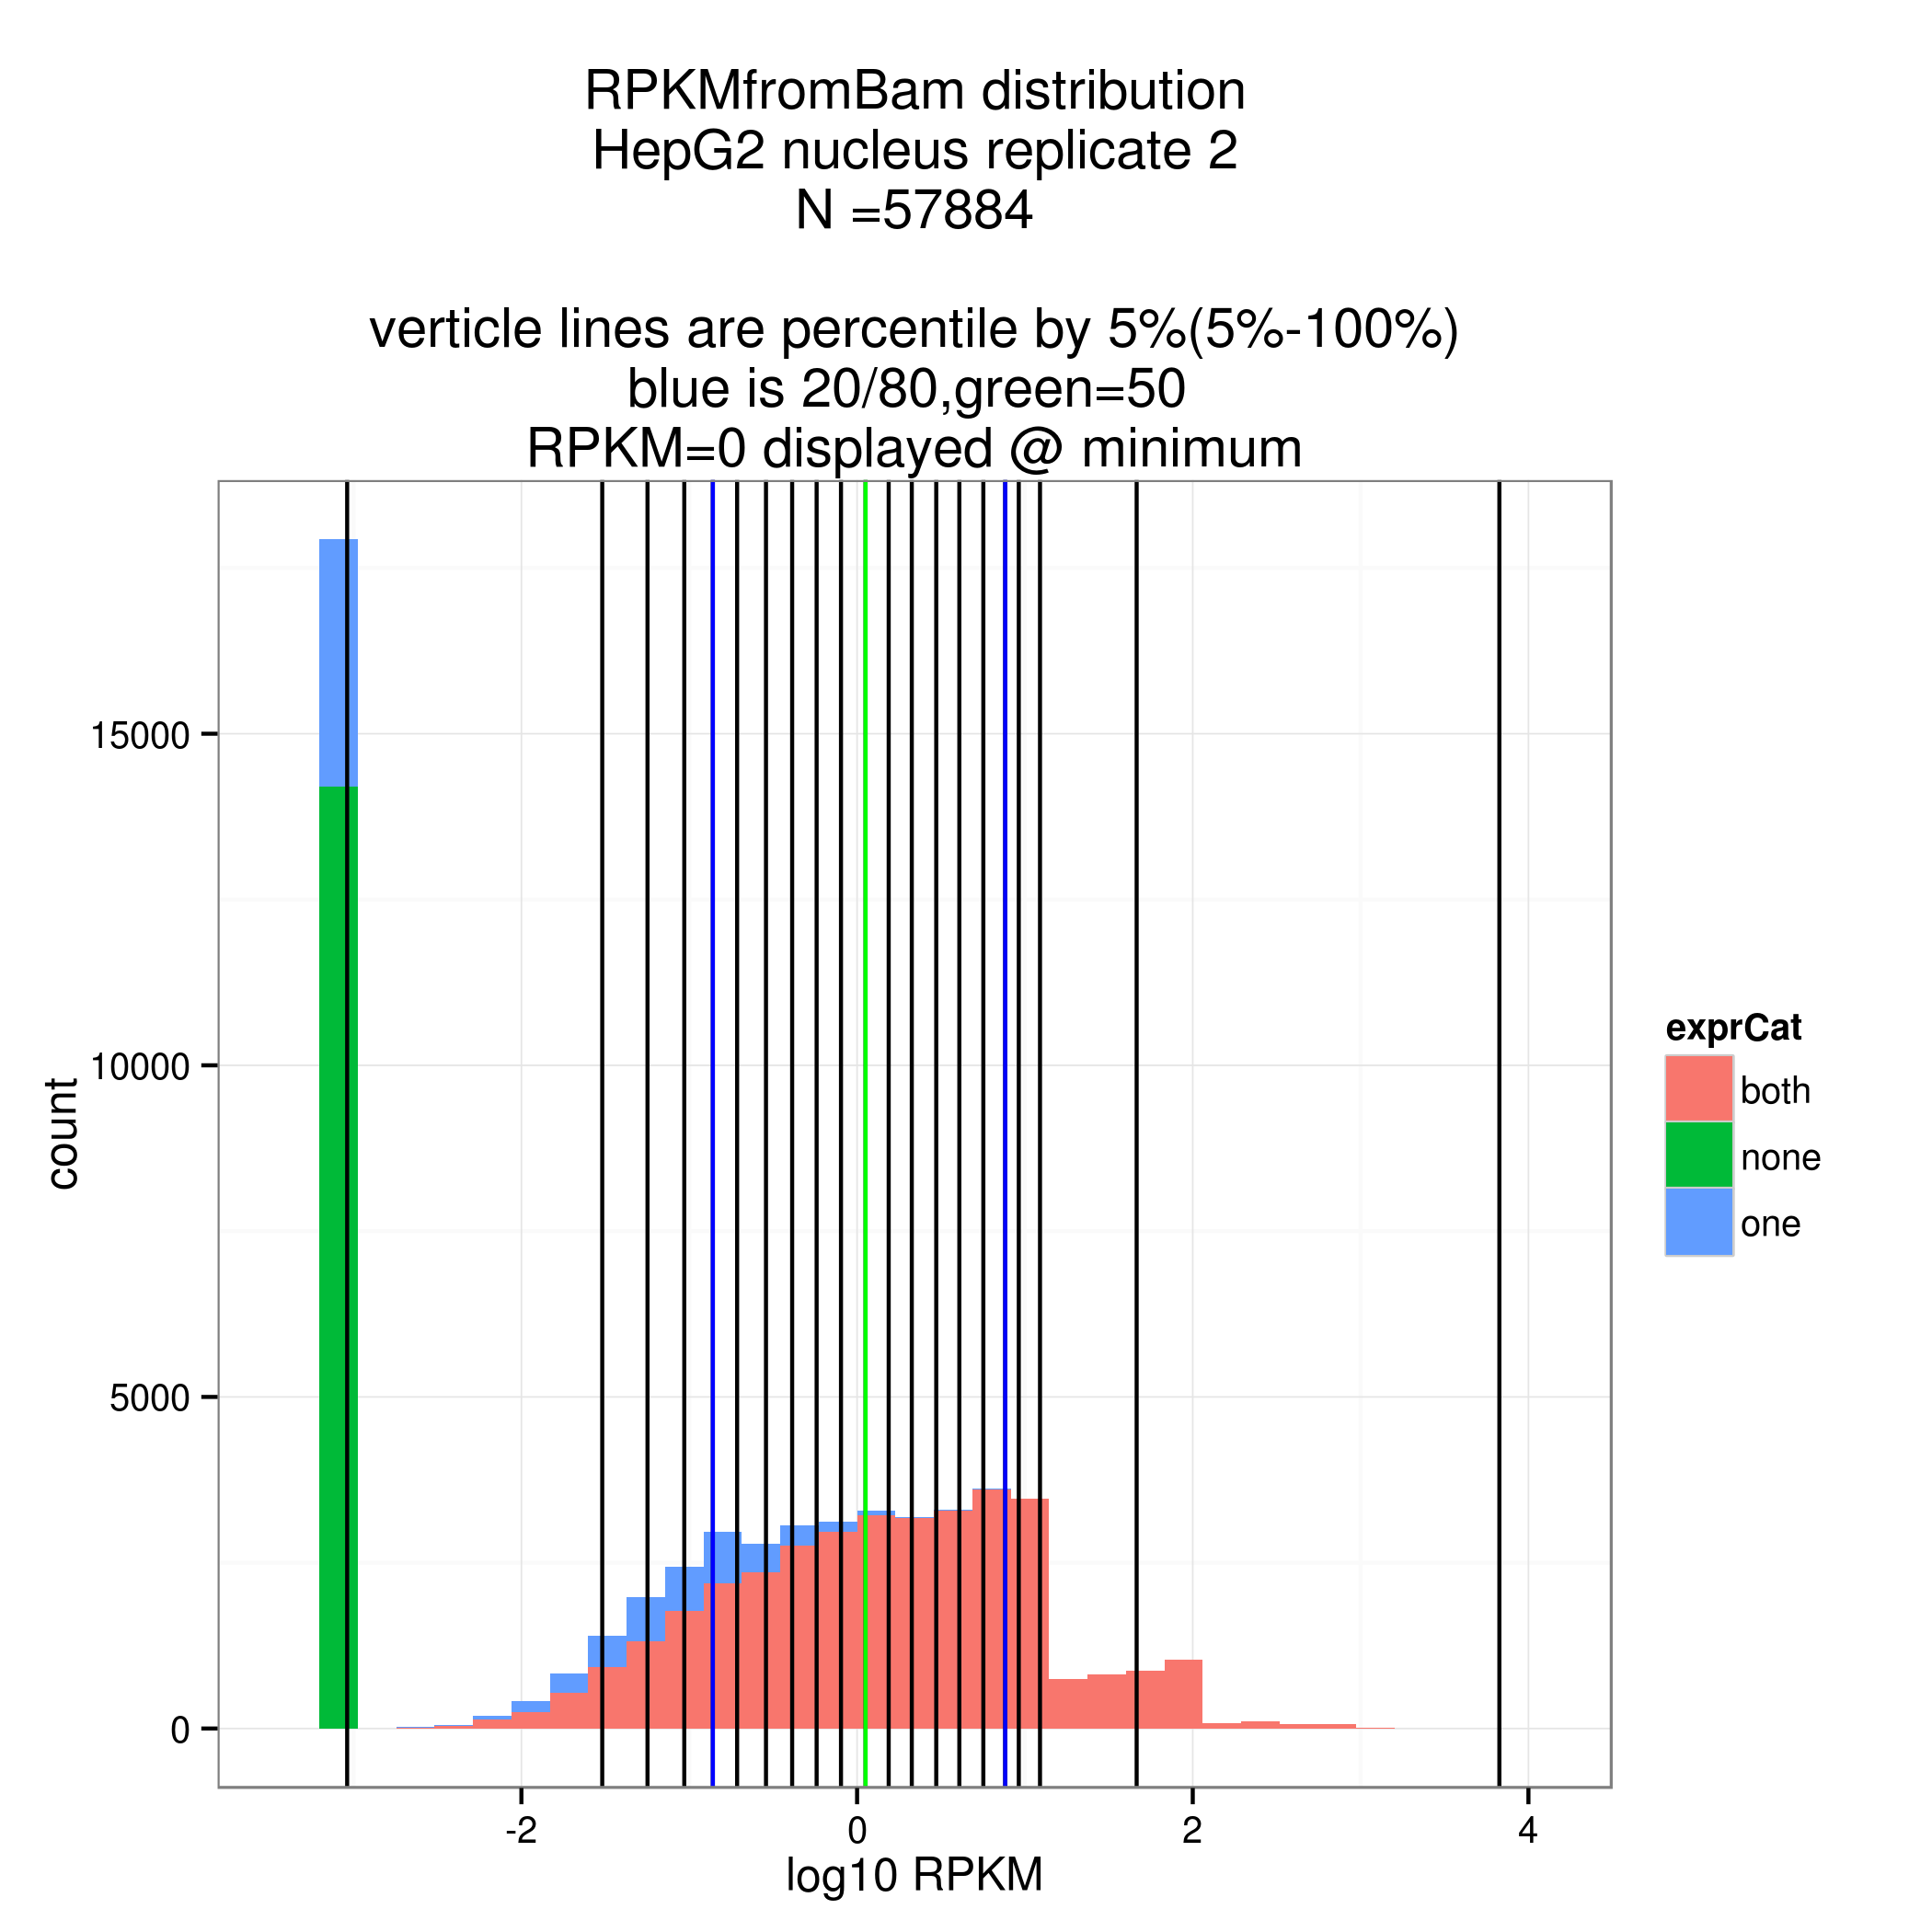 RPKMfromBam distribution
HepG2 nucleus replicate 2
N =57884
verticle lines are percentile by 5%(5%-100%)
blue is 20/80,green=50
RPKM=0 displayed @ minimum
15000
10000
5000
0
count
-2
0
2
4
log10 RPKM
exprCat
both
none
one